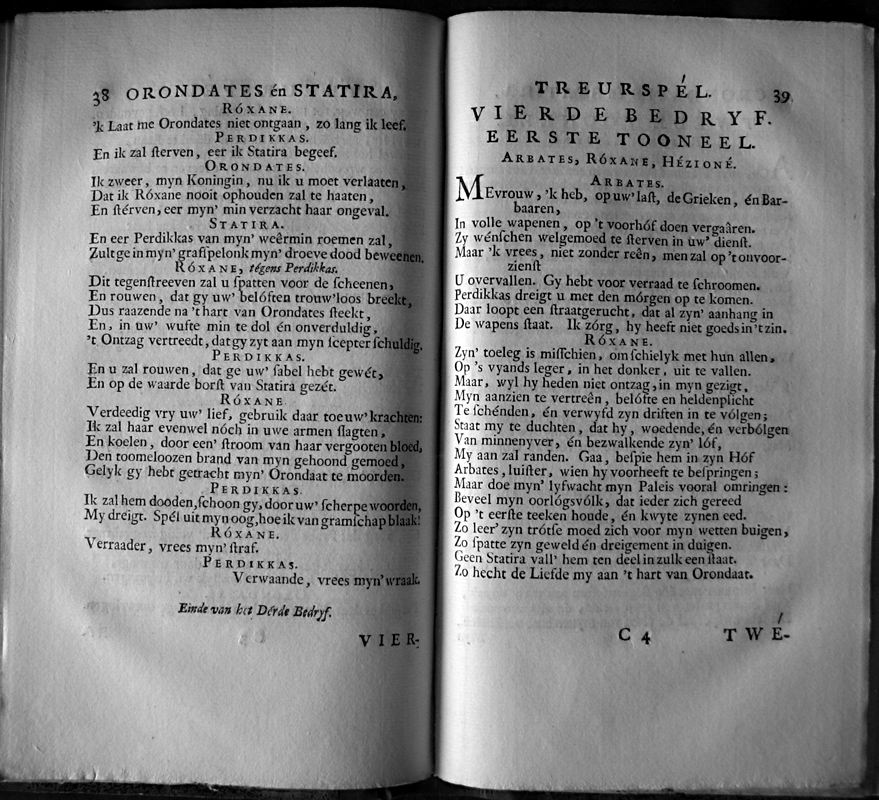 38 ORONDATES én STATIRA,
RÓXANE.
'k Laat me Orondates niet ontgaan, zo lang ik leef.
PERDIKKAS.
En ik zal ſterven, eer ik Statira begeef.
ORONDATES.
Ik zweer, myn Koningin, nu ik u moet verlaaten,
Dat ik Róxane nooit ophouden zal te haaten,
En ſtérven, eer myn' min verzacht haar ongeval.
STATIRA.
En eer Perdikkas van myn' weêrmin roemen zal,
Zult ge in myn' grafſpelonk myn' droeve dood beweenen.
RÓXANE, tégens Perdikkas.
Dit tegenſtreeven zal u ſpatten voor de ſcheenen,
En rouwen, dat gy uw' belóften trouw'loos breekt,
Dus raazende na 't hart van Orondates ſteekt,
En, in uw' wufte min te dol én onverduldig,
't Ontzag vertreedt, dat gy zyt aan myn ſcepter ſchuldig.
PERDIKKAS.
En u zal rouwen, dat ge uw' ſabel hebt gewét,
En op de waarde borſt van Statira gezét.
RÓXANE.
Verdeedig vry uw' lief, gebruik daar toe uw' krachten:
Ik zal haar evenwel nóch in uwe armen ſlagten,
En koelen, door een' ſtroom van haar vergooten bloed,
Den toomeloozen brand van myn gehoond gemoed,
Gelyk gy hebt getracht myn' Orondaat te moorden.
PERDIKKAS.
Ik zal hem dooden, ſchoon gy, door uw' ſcherpe woorden,
My dreigt. Spél uit myn oog, hoe ik van gramſchap blaak!
RÓXANE.
Verraader, vrees myn' ſtraf.
PERDIKKAS.
Verwaande, vrees myn' wraak.
Einde van het Dérde Bedryf.
VIER-
TREURSPÉL. 39
VIERDE BEDRYF.
EERSTE TOONEEL.
ARBATES, RÓXANE, HÉZIONÉ.
ARBATES.
MEvrouw, 'k heb, op uw' laſt, de Grieken, én Bar-
baaren,
In volle wapenen, op 't voorhóf doen vergaâren.
Zy wénſchen welgemoed te ſterven in uw' dienſt.
Maar 'k vrees, niet zonder reên, men zal op 't onvoor-
zienſt
U overvallen. Gy hebt voor verraad te ſchroomen.
Perdikkas dreigt u met den mórgen op te komen.
Daar loopt een ſtraatgerucht, dat al zyn' aanhang in
De wapens ſtaat. Ik zórg, hy heeft niet goeds in 't zin.
RÓXANE.
Zyn' toeleg is miſſchien, om ſchielyk met hun allen,
Op 's vyands leger, in het donker, uit te vallen.
Maar, wyl hy heden niet ontzag, in myn gezigt,
Myn aanzien te vertreên, belófte en heldenplicht
Te ſchénden, én verwyfd zyn driften in te vólgen;
Staat my te duchten, dat hy, woedende, én verbólgen
Van minnenyver, én bezwalkende zyn' lóf,
My aan zal randen. Gaa, beſpie hem in zyn Hóf
Arbates, luiſter, wien hy voorheeft te beſpringen;
Maar doe myn' lyfwacht myn Paleis vooral omringen:
Beveel myn oorlógsvólk, dat ieder zich gereed
Op 't eerſte teeken houde, én kwyte zynen eed.
Zo leer' zyn trótſe moed zich voor myn wetten buigen,
Zo ſpatte zyn geweld én dreigement in duigen.
Geen Statira vall' hem ten deel in zulk een ſtaat.
Zo hecht de Liefde my aan 't hart van Orondaat.
C 4 TWÉ-